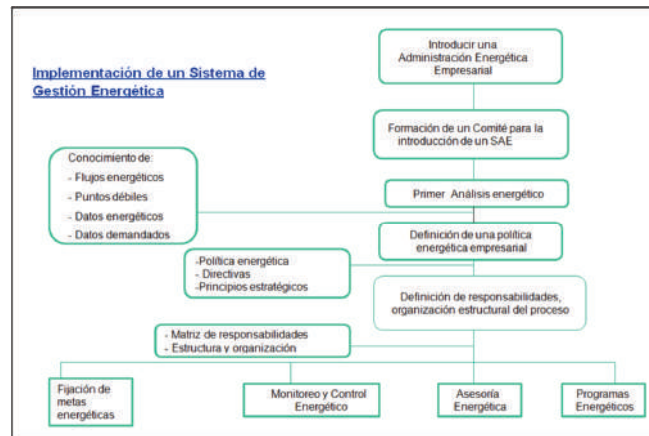 Implementación de un Sistema de
Gestión Energética
Introducir una
Administración Energética
Empresarial
Formación de un Comité para la
introducción de un SAE
Conocimiento de:
- Flujos energéticos
- Puntos débiles
- Datos energéticos
- Datos demandados
Primer Análisis energético
Definición de una política
energética empresarial
-Política energética
- Directivas
-Principios estratégicos
Definición de responsabilidades,
organización estructural del proceso
- Matriz de responsabilidades
- Estructura y organización
Fijación de
metas
energéticas
Monitoreo y Control
Energético
Asesoría
Energética
Programas
Energéticos